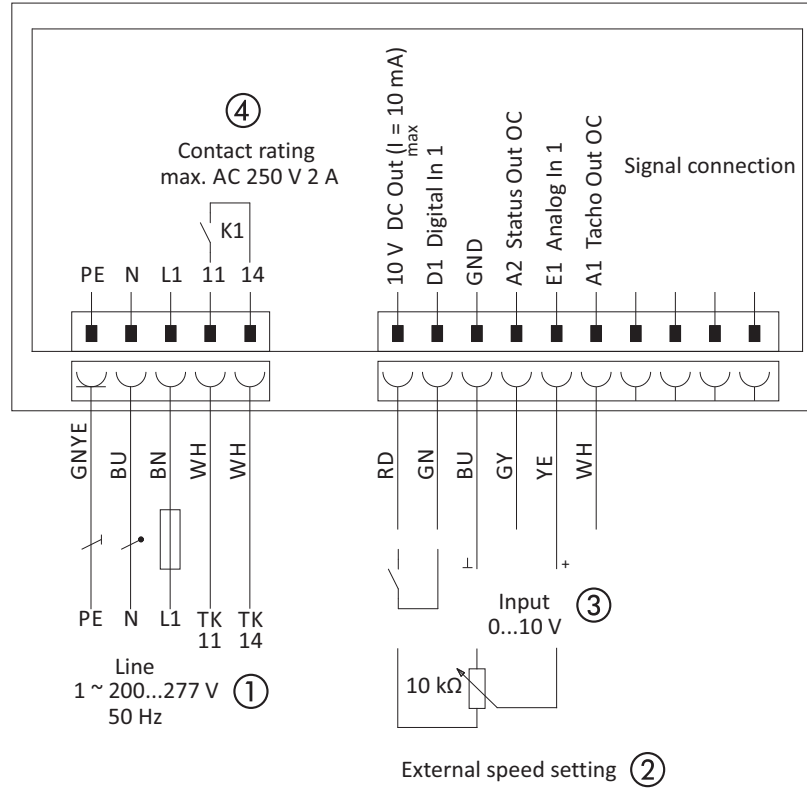 ④
Contact rating
max. AC 250 V 2 A
K1
PE N L1 11 14
10 V DC Out (I max = 10 mA)
D1 Digital In 1
GND
A2 Status Out OC
E1 Analog In 1
A1 Tacho Out OC
Signal connection
GNYE BU BN WH WH
RD GN BU GY YE WH
⊥ +
PE N L1 TK 11 TK 14
Input ③
0...10 V
Line
1 ~ 200...277 V ①
50 Hz
10 kΩ
External speed setting ②